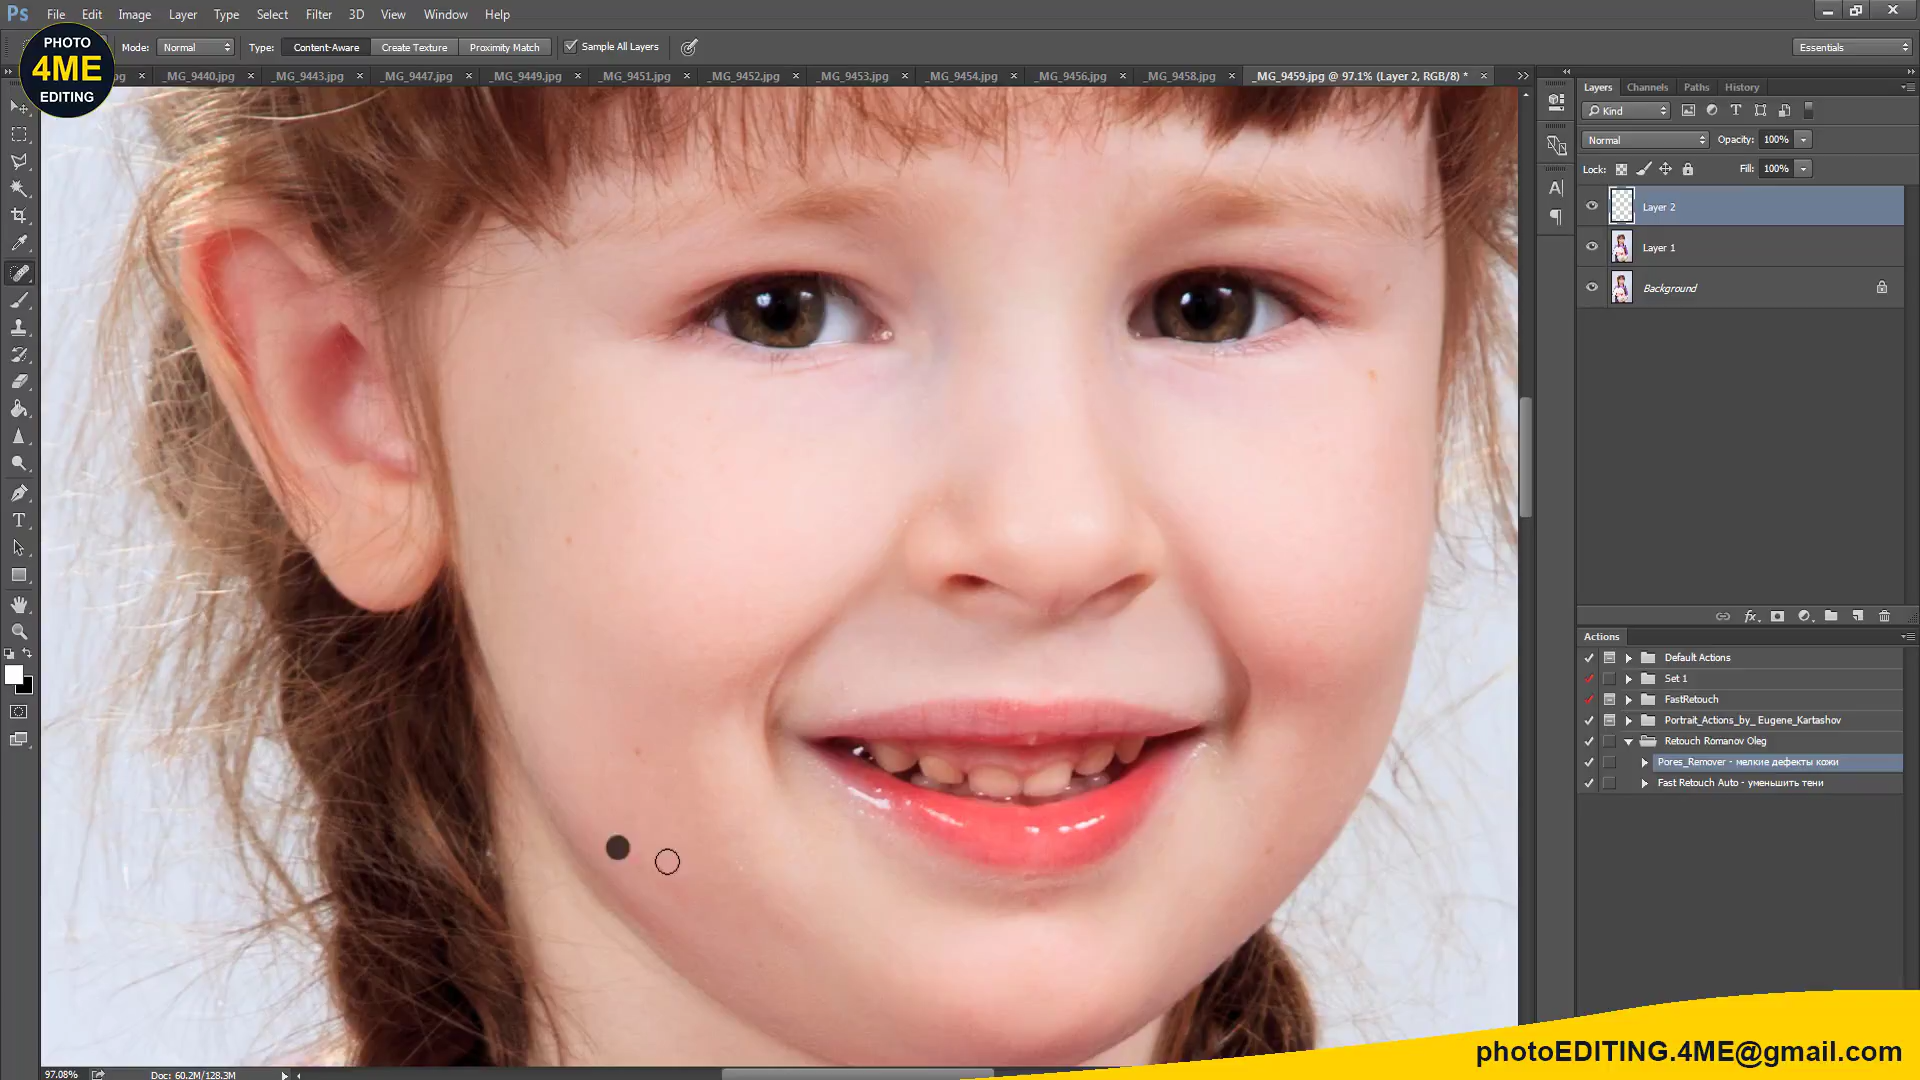 Ps File Edit Image Layer Type Select Filter 3D View Window Help
PHOTO
4ME
EDITING
Mode: Normal Type: Content-Aware Create Texture Proximity Match Sample All Layers Essentials
pg × _MG_9440.jpg × _MG_9443.jpg × _MG_9447.jpg × _MG_9449.jpg × _MG_9451.jpg × _MG_9452.jpg × _MG_9453.jpg × _MG_9454.jpg × _MG_9456.jpg × _MG_9458.jpg × _MG_9459.jpg @ 97.1% (Layer 2, RGB/8) * ×
Layers Channels Paths History
Kind
Normal Opacity: 100%
Lock: Fill: 100%
Layer 2
Layer 1
Background
Actions
Default Actions
Set 1
FastRetouch
Portrait_Actions_by_ Eugene_Kartashov
Retouch Romanov Oleg
Pores_Remover - мелкие дефекты кожи
Fast Retouch Auto - уменьшить тени
97.08% Doc: 60.2M/128.3M
photoEDITING.4ME@gmail.com